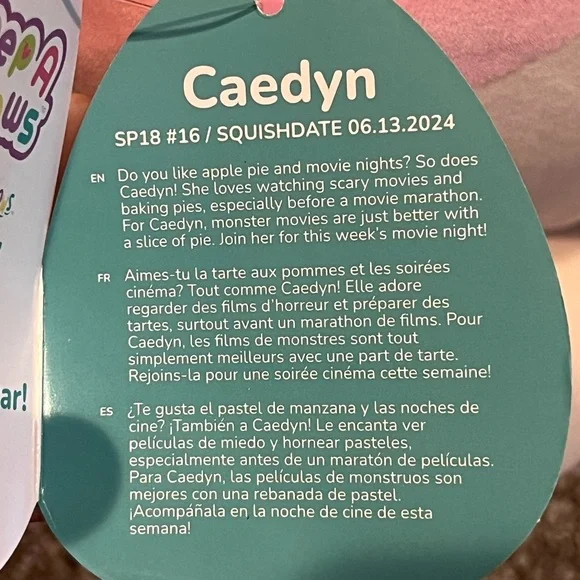 ep A
ws
ar!
Caedyn
SP18 #16 / SQUISHDATE 06.13.2024
EN Do you like apple pie and movie nights? So does
Caedyn! She loves watching scary movies and
baking pies, especially before a movie marathon.
For Caedyn, monster movies are just better with
a slice of pie. Join her for this week's movie night!
FR Aimes-tu la tarte aux pommes et les soirées
cinéma? Tout comme Caedyn! Elle adore
regarder des films d'horreur et préparer des
tartes, surtout avant un marathon de films. Pour
Caedyn, les films de monstres sont tout
simplement meilleurs avec une part de tarte.
Rejoins-la pour une soirée cinéma cette semaine!
ES ¿Te gusta el pastel de manzana y las noches de
cine? ¡También a Caedyn! Le encanta ver
películas de miedo y hornear pasteles,
especialmente antes de un maratón de películas.
Para Caedyn, las películas de monstruos son
mejores con una rebanada de pastel.
¡Acompáñala en la noche de cine de esta
semana!